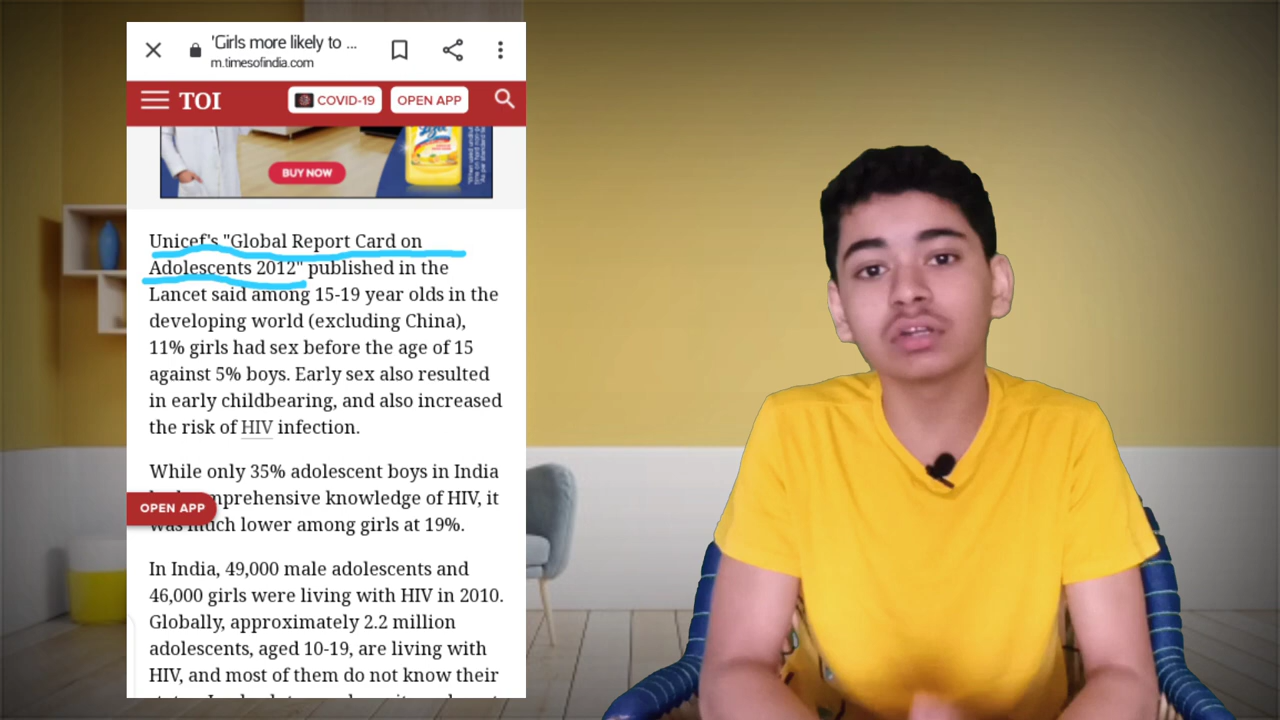 'Girls more likely to ...
m.timesofindia.com
TOI
COVID-19
OPEN APP
BUY NOW
Unicef's "Global Report Card on
Adolescents 2012" published in the
Lancet said among 15-19 year olds in the
developing world (excluding China),
11% girls had sex before the age of 15
against 5% boys. Early sex also resulted
in early childbearing, and also increased
the risk of HIV infection.
While only 35% adolescent boys in India
comprehensive knowledge of HIV, it
OPEN APP
was much lower among girls at 19%.
In India, 49,000 male adolescents and
46,000 girls were living with HIV in 2010.
Globally, approximately 2.2 million
adolescents, aged 10-19, are living with
HIV, and most of them do not know their